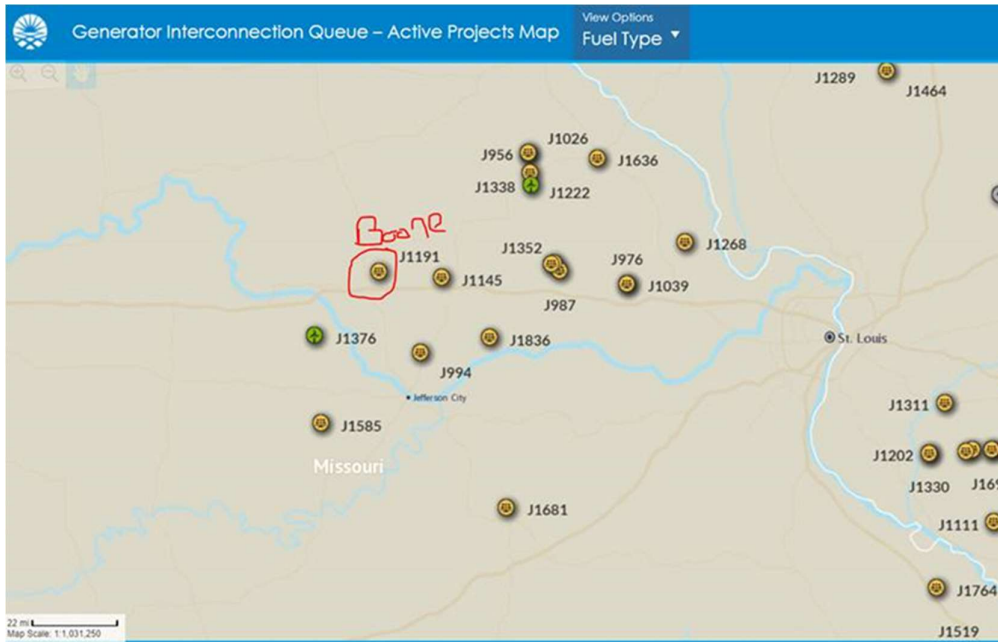 Generator Interconnection Queue – Active Projects Map
View Options
Fuel Type
J1289
J1464
J1026
J956
J1636
J1338
J1222
Boone
J1191
J1352
J1268
J976
J1145
J1039
J987
J1376
J1836
St. Louis
J994
Jefferson City
J1311
J1585
J1202
Missouri
J1330
J1681
J1111
J1764
J1519
22 mi
Map Scale: 1:1,031,250